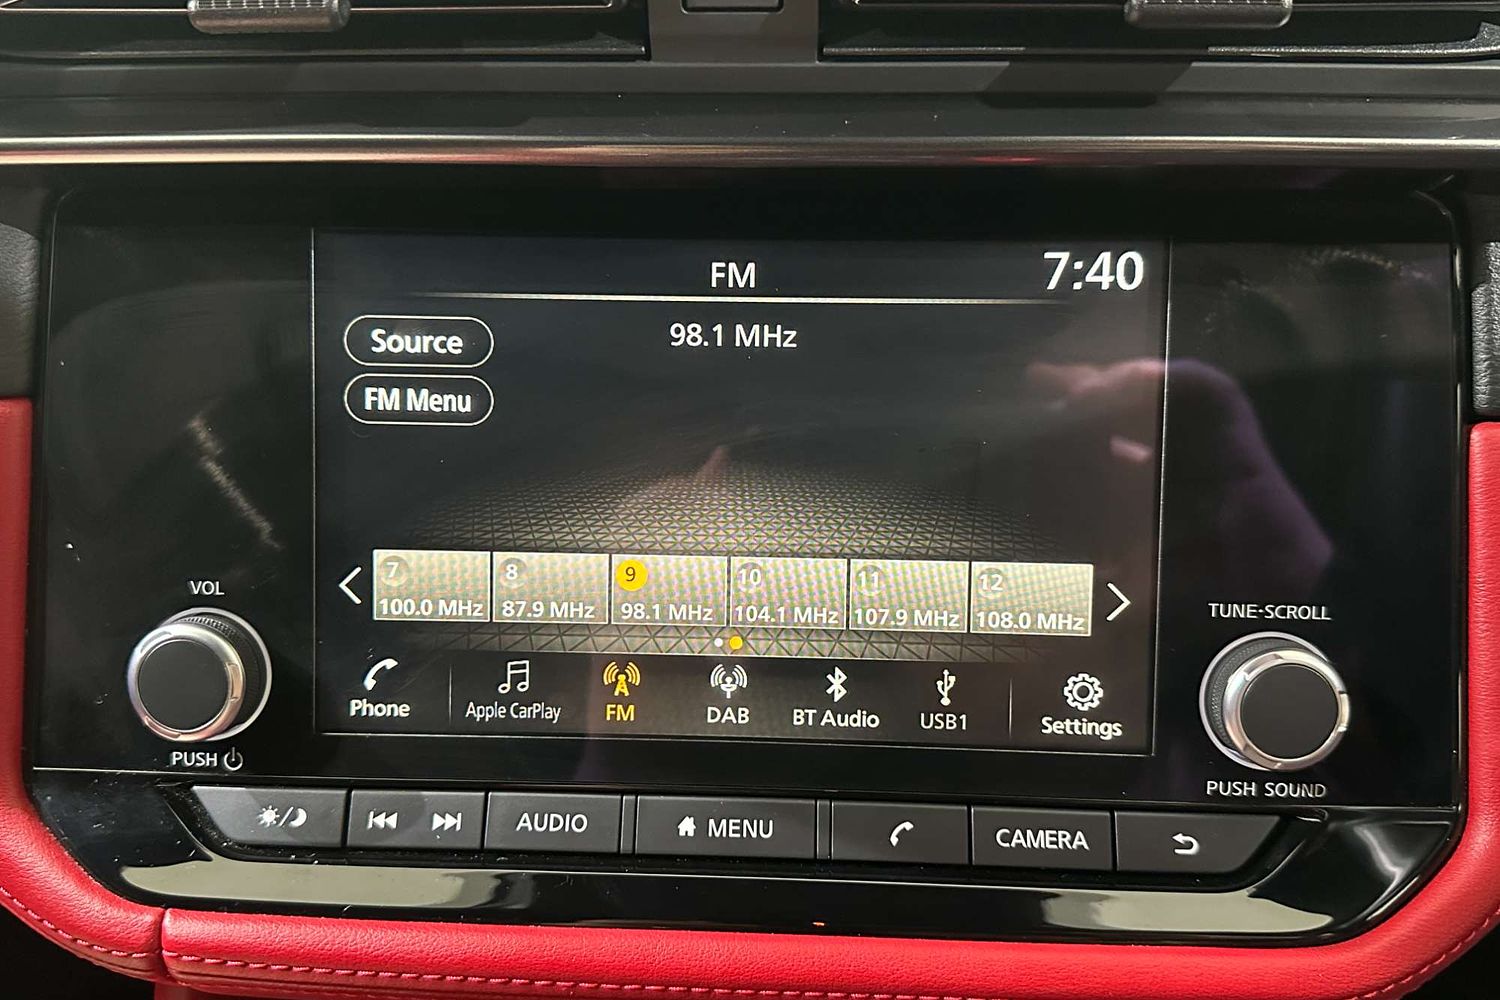 FM
7:40
98.1 MHz
Source
FM Menu
7 8 9 10 11 12
100.0 MHz 87.9 MHz 98.1 MHz 104.1 MHz 107.9 MHz 108.0 MHz
Phone Apple CarPlay FM DAB BT Audio USB1 Settings
VOL
PUSH
TUNE·SCROLL
PUSH SOUND
AUDIO MENU CAMERA